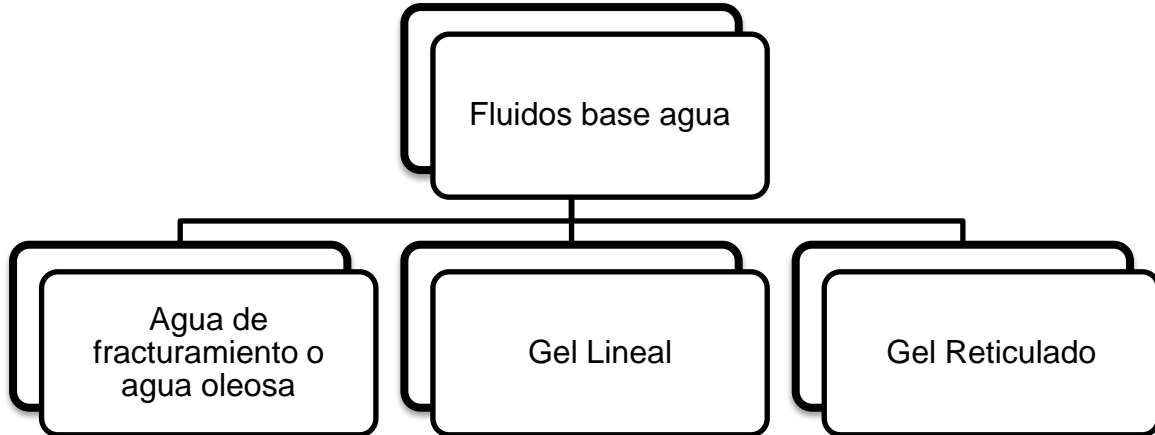 Fluidos base agua
Agua de
fracturamiento o
agua oleosa
Gel Lineal
Gel Reticulado